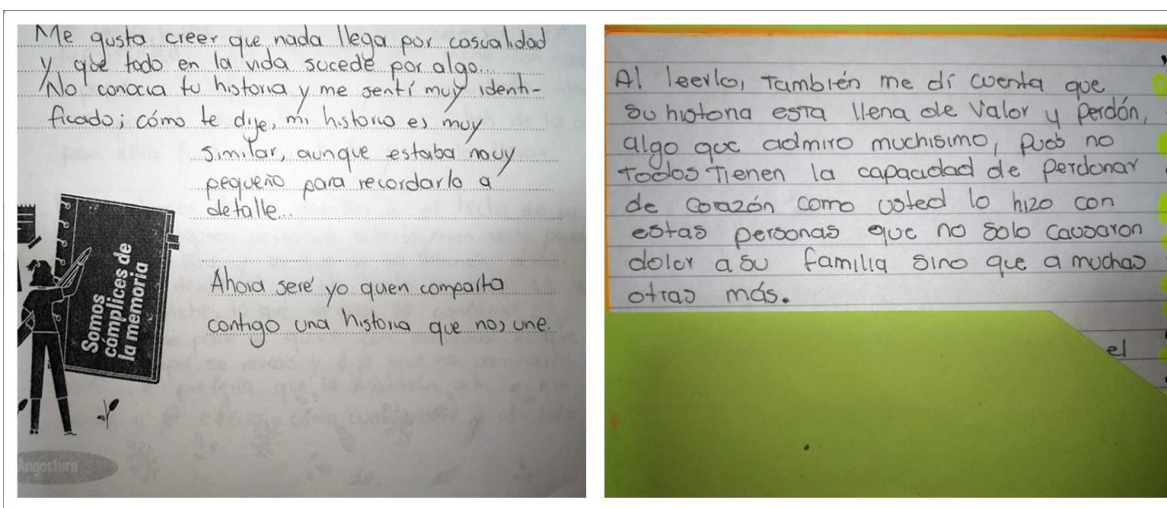 Me gusta creer que nada llega por casualidad
y que todo en la vida sucede por algo...
No conocia tu historia y me sentí muy identi-
ficado; cómo te dije, mi historia es muy
similar, aunque estaba muy
pequeño para recordarlo a
detalle...
Ahora seré yo quien comparta
contigo una historia que nos une.
Somos
cómplices de
la memoria
Angostura
Al leerlo, también me dí cuenta que
su historia esta llena de valor y perdón,
algo que admiro muchisimo, pues no
todos tienen la capacidad de perdonar
de corazón como usted lo hizo con
estas personas que no solo causaron
dolor a su familia sino que a muchas
otras más.
el